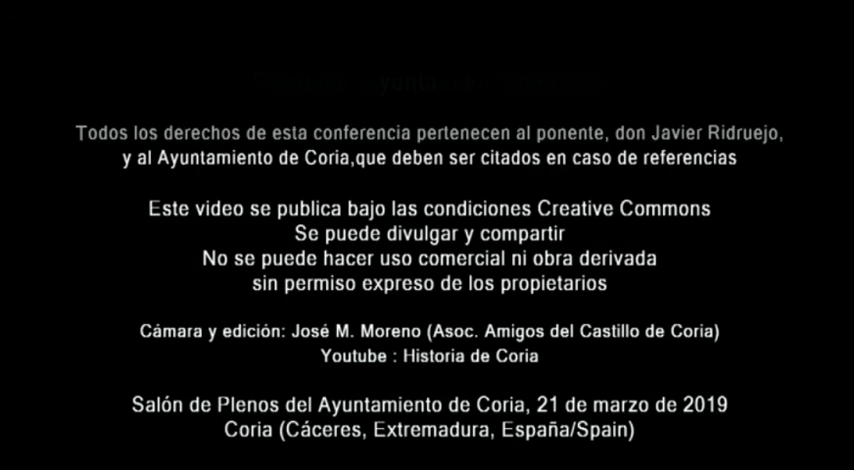 Todos los derechos de esta conferencia pertenecen al ponente, don Javier Ridruejo,
y al Ayuntamiento de Coria,que deben ser citados en caso de referencias
Este video se publica bajo las condiciones Creative Commons
Se puede divulgar y compartir
No se puede hacer uso comercial ni obra derivada
sin permiso expreso de los propietarios
Cámara y edición: José M. Moreno (Asoc. Amigos del Castillo de Coria)
Youtube : Historia de Coria
Salón de Plenos del Ayuntamiento de Coria, 21 de marzo de 2019
Coria (Cáceres, Extremadura, España/Spain)